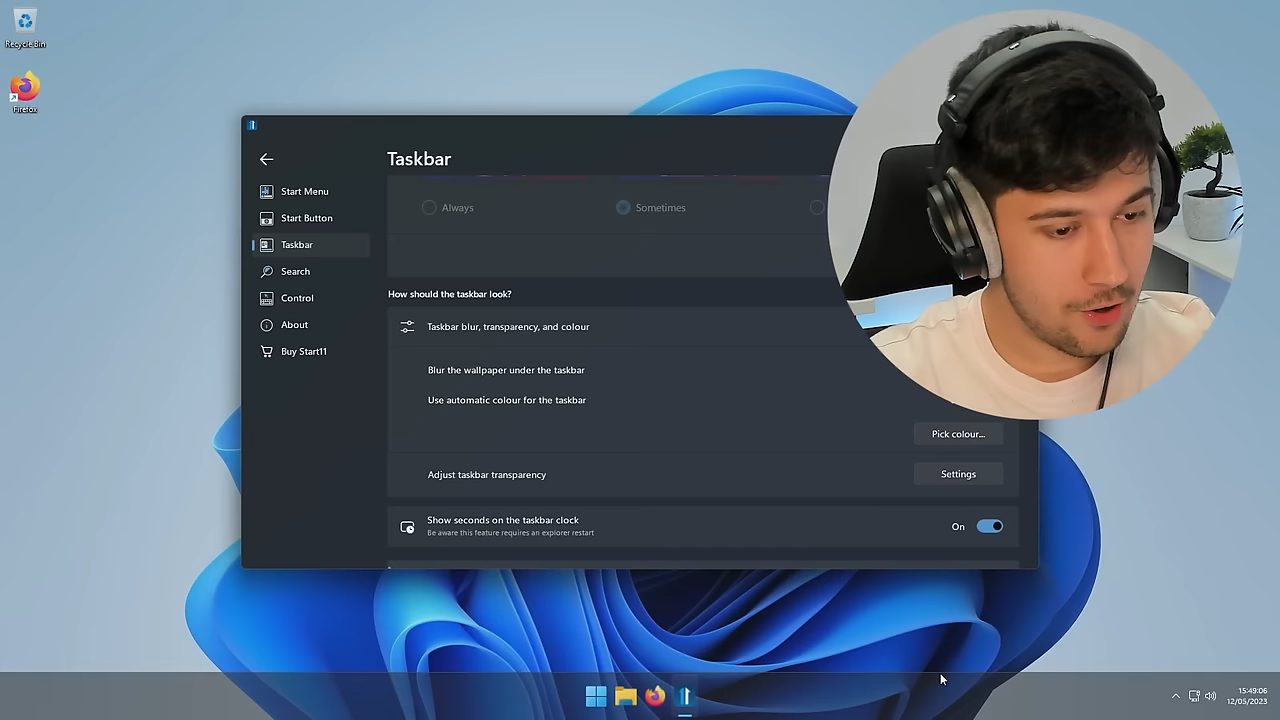 Recycle Bin
Firefox
Taskbar
Start Menu
Start Button
Taskbar
Search
Control
About
Buy Start11
Always
Sometimes
How should the taskbar look?
Taskbar blur, transparency, and colour
Blur the wallpaper under the taskbar
Use automatic colour for the taskbar
Pick colour...
Adjust taskbar transparency
Settings
Show seconds on the taskbar clock
Be aware this feature requires an explorer restart
On
15:49:06
12/05/2023